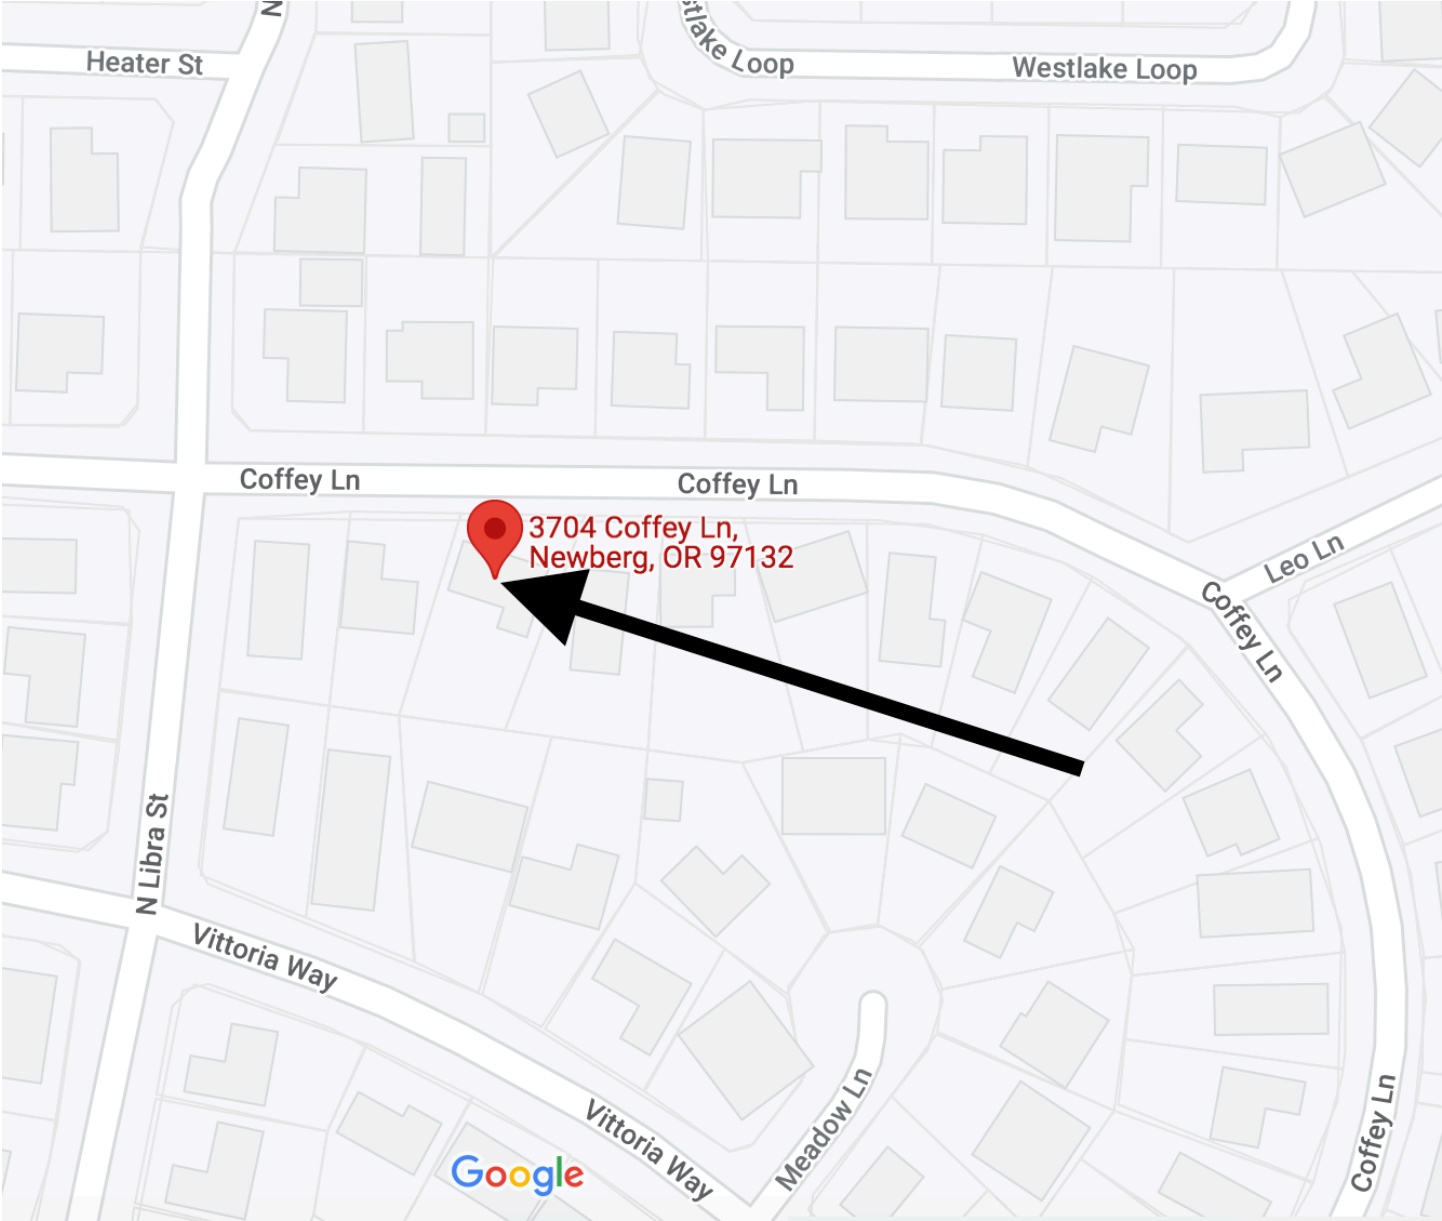 N
Heater St
stlake Loop
Westlake Loop
Coffey Ln
Coffey Ln
3704 Coffey Ln,
Newberg, OR 97132
Leo Ln
Coffey Ln
N Libra St
Vittoria Way
Vittoria Way
Meadow Ln
Coffey Ln
Google